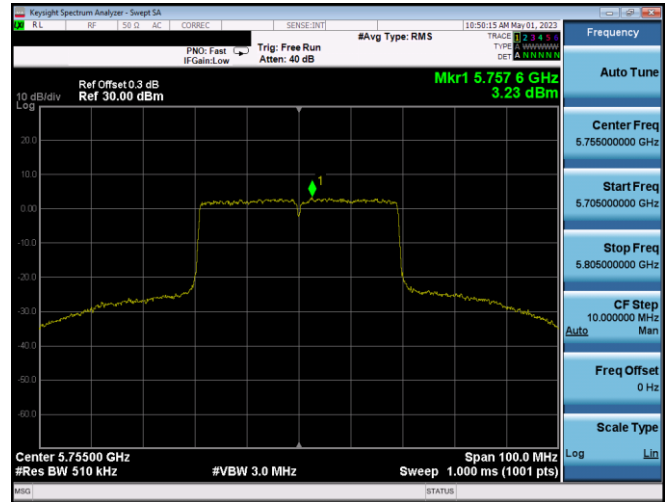 Keysight Spectrum Analyzer - Swept SA
RL RF 50 Ω AC CORREC SENSE:INT 10:50:15 AM May 01, 2023
#Avg Type: RMS
TRACE 1 2 3 4 5 6
TYPE A WWWWW
DET A N N N N N
PNO: Fast Trig: Free Run
IFGain:Low Atten: 40 dB
Mkr1 5.757 6 GHz
3.23 dBm
Ref Offset 0.3 dB
10 dB/div Ref 30.00 dBm
Log
20.0
10.0
0.00
-10.0
-20.0
-30.0
-40.0
-50.0
-60.0
1
Center 5.75500 GHz Span 100.0 MHz
#Res BW 510 kHz #VBW 3.0 MHz Sweep 1.000 ms (1001 pts)
MSG STATUS
Frequency
Auto Tune
Center Freq
5.755000000 GHz
Start Freq
5.705000000 GHz
Stop Freq
5.805000000 GHz
CF Step
10.000000 MHz
Auto Man
Freq Offset
0 Hz
Scale Type
Log Lin